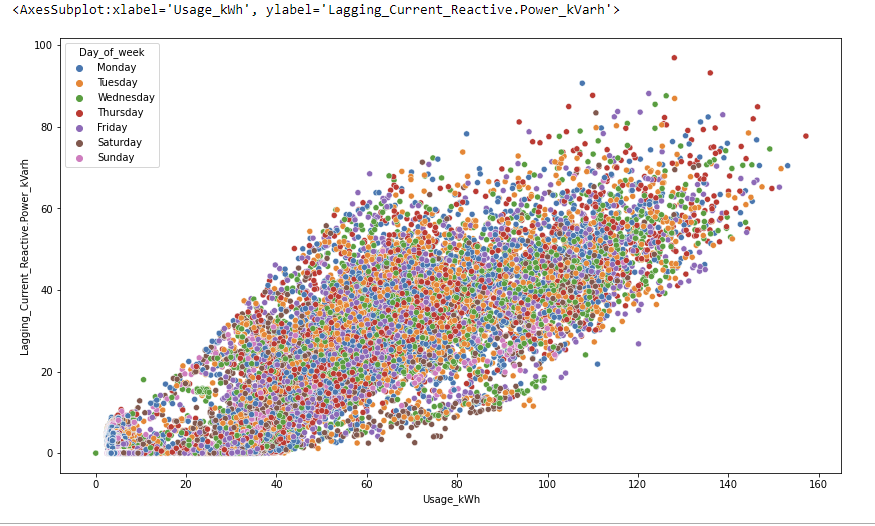 <AxesSubplot:xlabel='Usage_kWh', ylabel='Lagging_Current_Reactive.Power_kVarh'>
Day_of_week
Monday
Tuesday
Wednesday
Thursday
Friday
Saturday
Sunday
Lagging_Current_Reactive.Power_kVarh
100
80
60
40
20
0
0 20 40 60 80 100 120 140 160
Usage_kWh